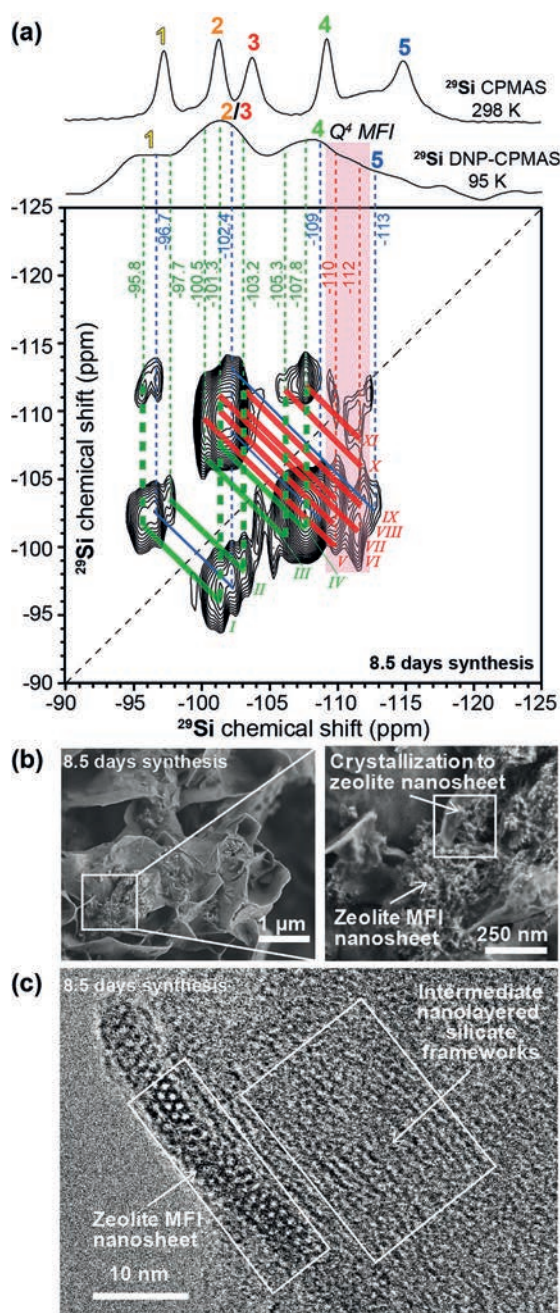 (a)
1
2
3
4
5
²⁹Si CPMAS
298 K
1
2/3
4
Q⁴ MFI
5
²⁹Si DNP-CPMAS
95 K
-125
-120
-115
-110
-105
-100
-95
-90
-95.8
-96.7
-97.7
-100.5
-101.3
-102.4
-103.2
-105.3
-107.8
-109
-110
-112
-113
XI
X
IX
VIII
VII
VI
V
IV
III
II
I
²⁹Si chemical shift (ppm)
8.5 days synthesis
-90 -95 -100 -105 -110 -115 -120 -125
²⁹Si chemical shift (ppm)
(b)
8.5 days synthesis
1 µm
Crystallization to
zeolite nanosheet
Zeolite MFI
nanosheet
250 nm
(c)
8.5 days synthesis
Intermediate
nanolayered
silicate
frameworks
Zeolite MFI
nanosheet
10 nm